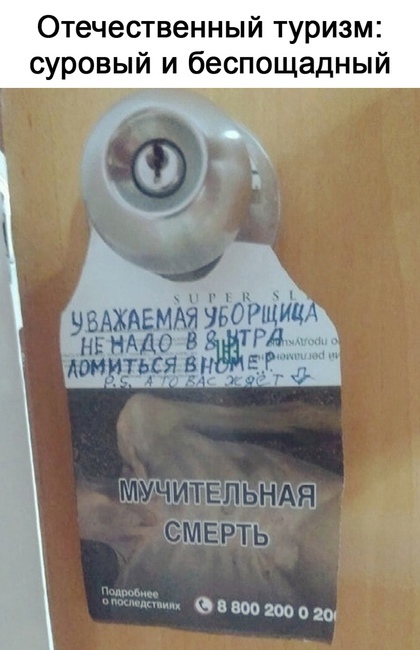 Отечественный туризм:
суровый и беспощадный
SUPER SL
УВАЖАЕМАЯ УБОРЩИЦА
НЕ НАДО В 8 УТРА
ЛОМИТЬСЯ В НОМЕР.
P.S. А ТО ВАС ЖДЁТ
МУЧИТЕЛЬНАЯ
СМЕРТЬ
Подробнее
о последствиях 8 800 200 0 20